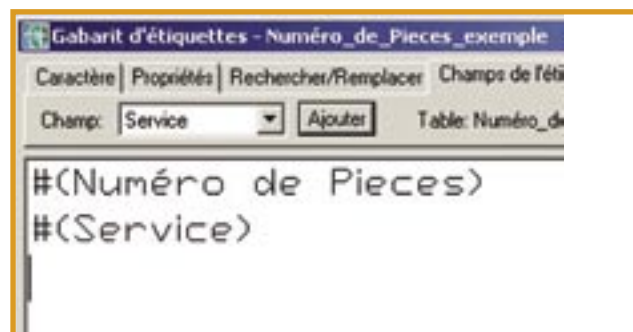 Gabarit d'étiquettes - Numéro_de_Pieces_exemple
Caractère Propriétés Rechercher/Remplacer Champs de l'éti
Champ: Service Ajouter Table: Numéro_de
#(Numéro de Pieces)
#(Service)